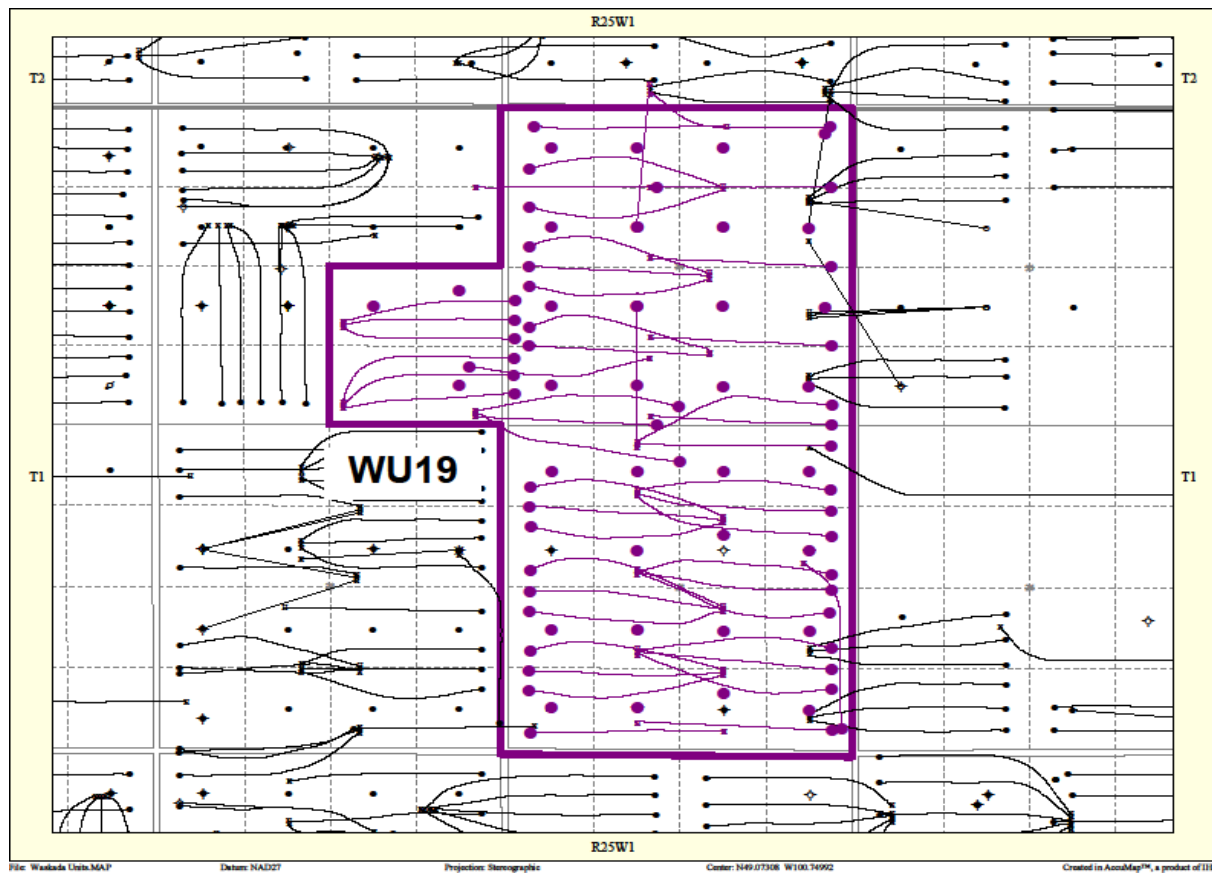 R25W1
T2 T2
WU19
T1 T1
R25W1
File: Waskada Units.MAP Datum: NAD27 Projection: Stereographic Center: N49.07308 W100.74992 Created in AccuMap™, a product of IH